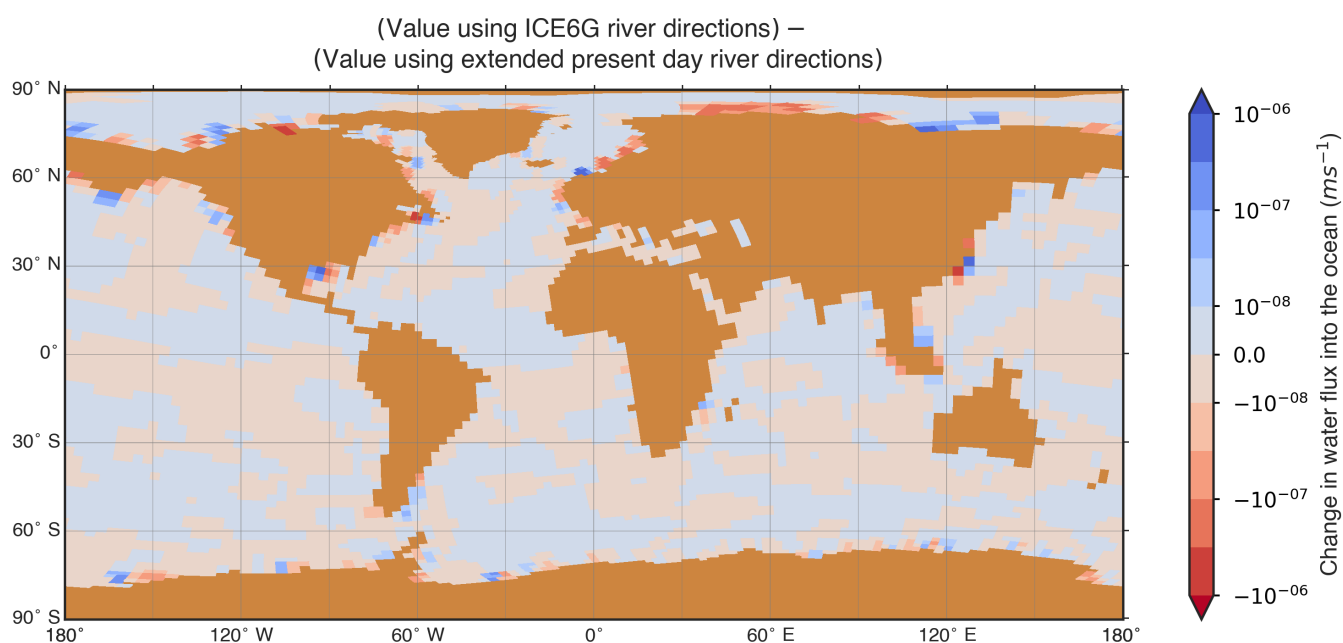 (Value using ICE6G river directions) −
(Value using extended present day river directions)
90° N
60° N
30° N
0°
30° S
60° S
90° S
180°
120° W
60° W
0°
60° E
120° E
180°
10⁻⁰⁶
10⁻⁰⁷
10⁻⁰⁸
0.0
−10⁻⁰⁸
−10⁻⁰⁷
−10⁻⁰⁶
Change in water flux into the ocean (ms⁻¹)